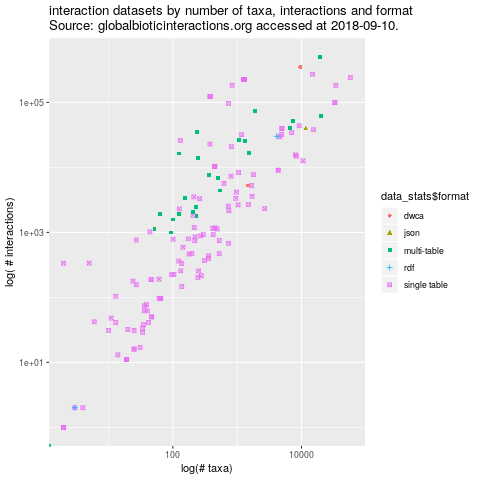 interaction datasets by number of taxa, interactions and format
Source: globalbioticinteractions.org accessed at 2018-09-10.
1e+05
1e+03
1e+01
log( # interactions)
100
10000
log(# taxa)
data_stats$format
dwca
json
multi-table
rdf
single table